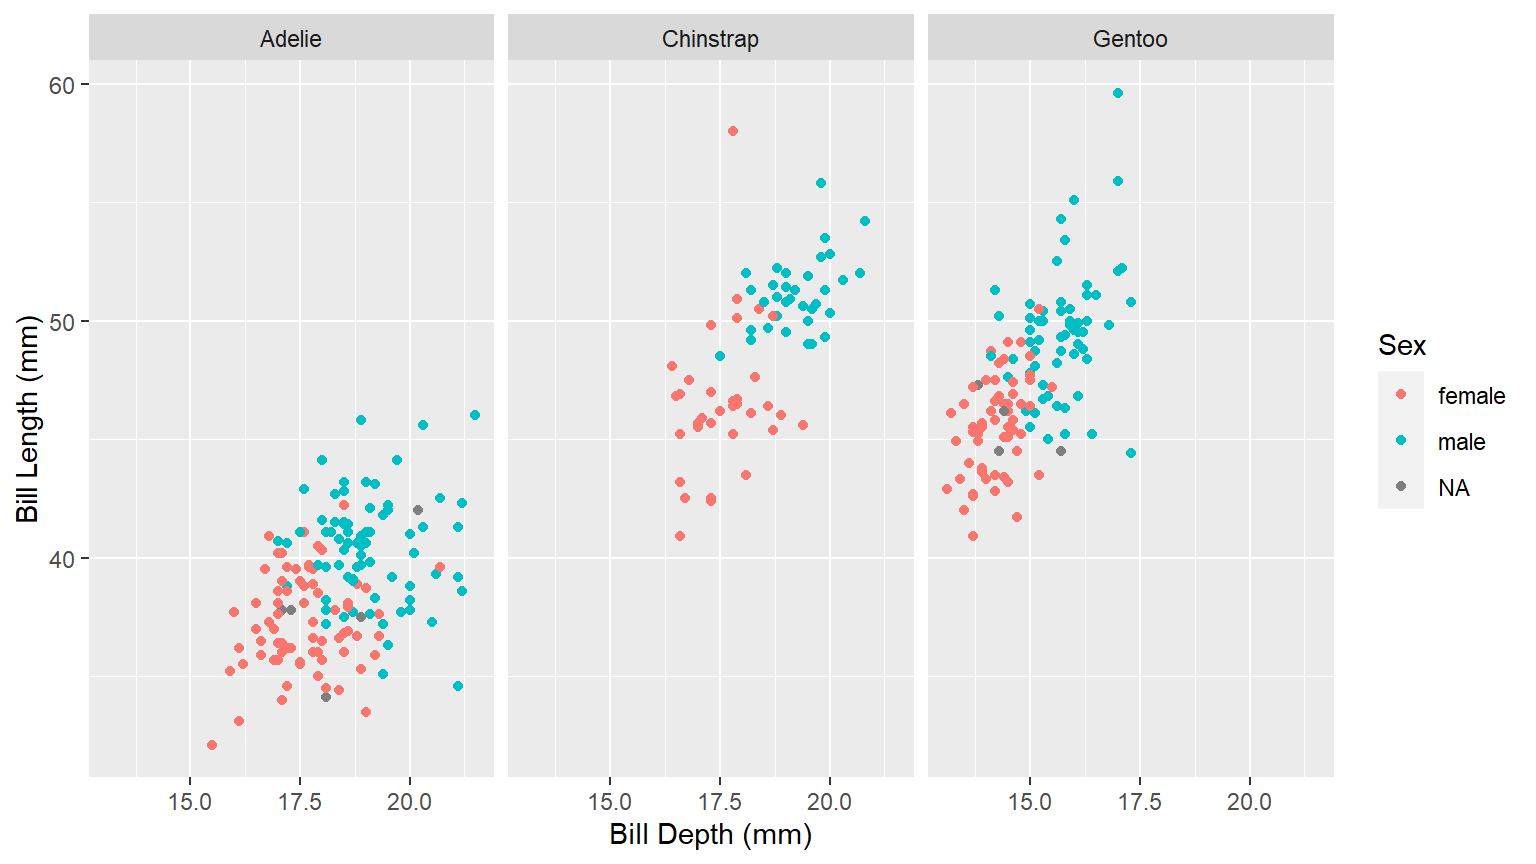 Adelie Chinstrap Gentoo
60
50
40
Bill Length (mm)
15.0 17.5 20.0 15.0 17.5 20.0 15.0 17.5 20.0
Bill Depth (mm)
Sex
female
male
NA